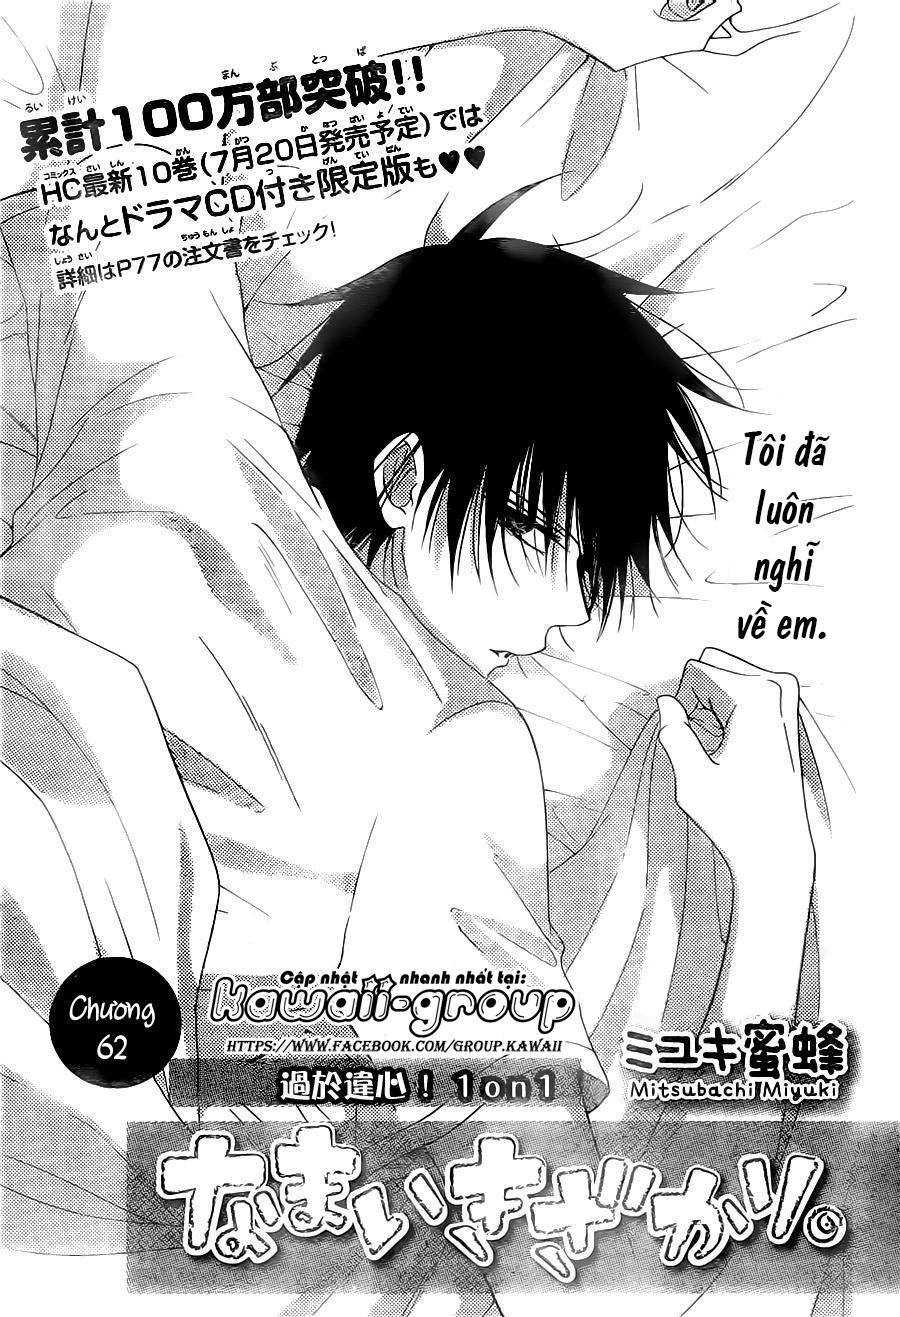 累計100万部突破!!
HC最新10巻(7月20日発売予定)では
なんとドラマCD付き限定版も♥♥
詳細はP77の注文書をチェック!
Tôi đã
luôn
nghĩ
về em.
Chương
62
Cập nhật nhanh nhất tại:
kawaii-group
HTTPS://WWW.FACEBOOK.COM/GROUP.KAWAII
ミユキ蜜蜂
Mitsubachi Miyuki
過於違心! 1on1
なまいきざかり。